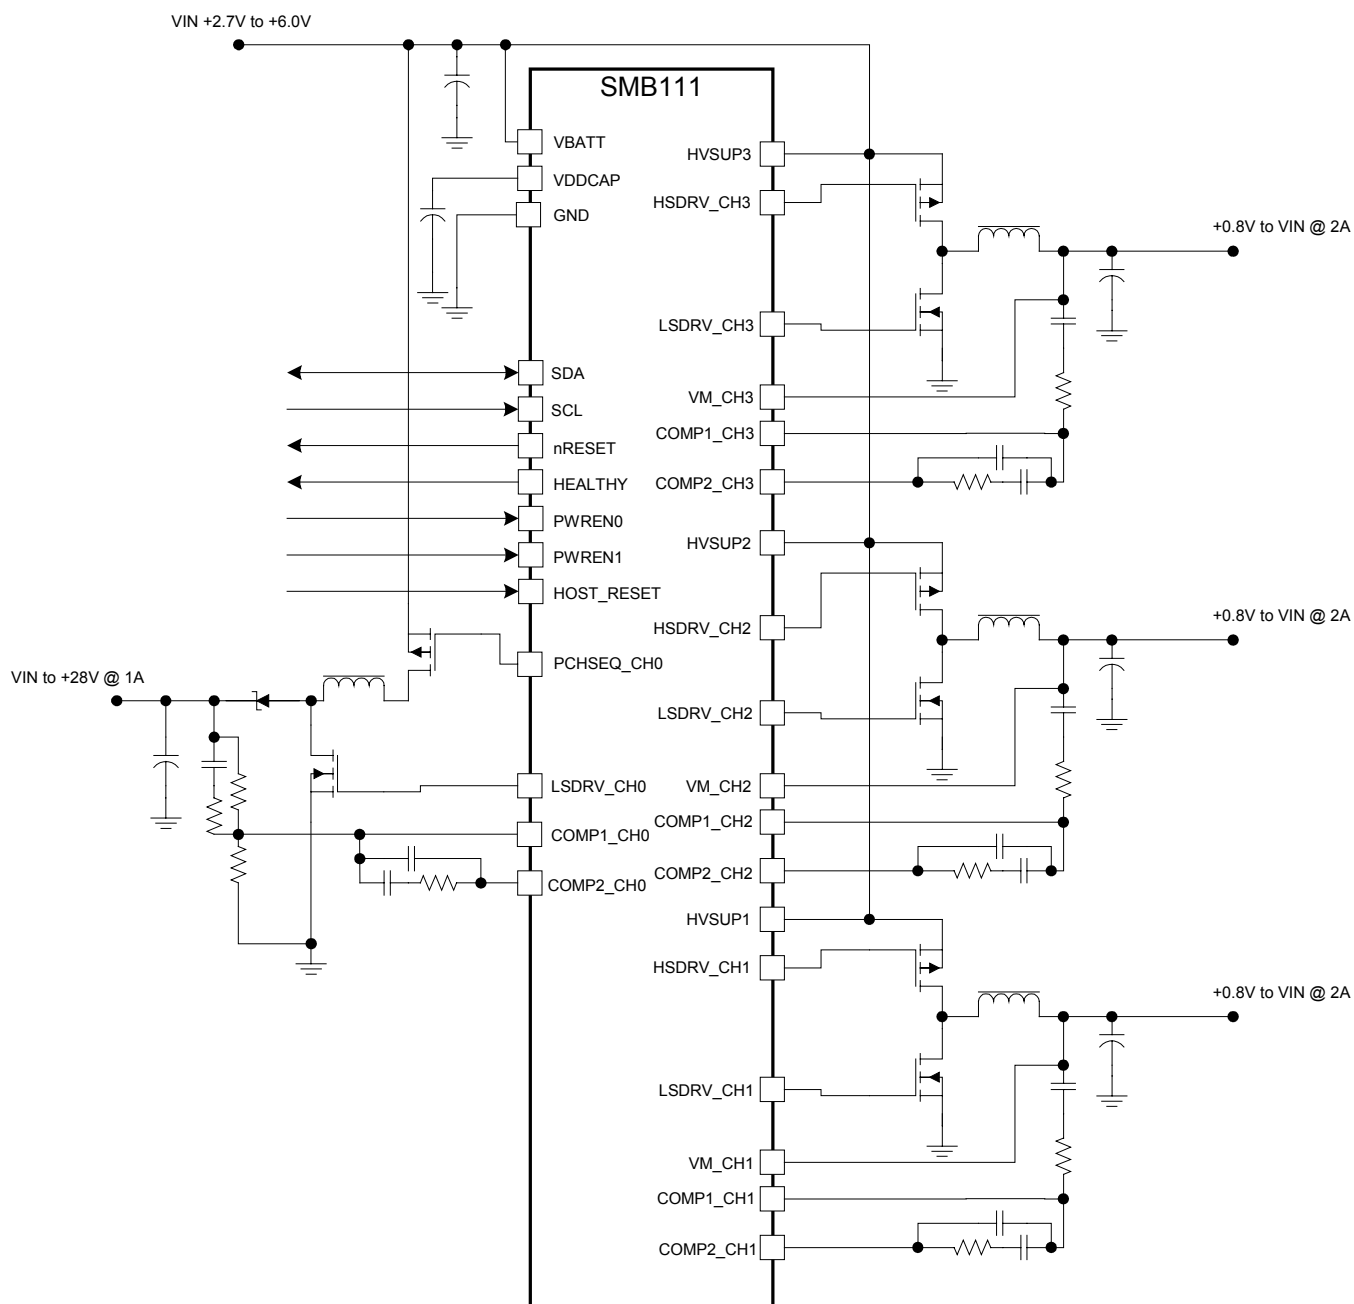 VIN +2.7V to +6.0V
SMB111
VBATT
VDDCAP
GND
SDA
SCL
nRESET
HEALTHY
PWREN0
PWREN1
HOST_RESET
PCHSEQ_CH0
VIN to +28V @ 1A
LSDRV_CH0
COMP1_CH0
COMP2_CH0
HVSUP3
HSDRV_CH3
+0.8V to VIN @ 2A
LSDRV_CH3
VM_CH3
COMP1_CH3
COMP2_CH3
HVSUP2
HSDRV_CH2
+0.8V to VIN @ 2A
LSDRV_CH2
VM_CH2
COMP1_CH2
COMP2_CH2
HVSUP1
HSDRV_CH1
+0.8V to VIN @ 2A
LSDRV_CH1
VM_CH1
COMP1_CH1
COMP2_CH1